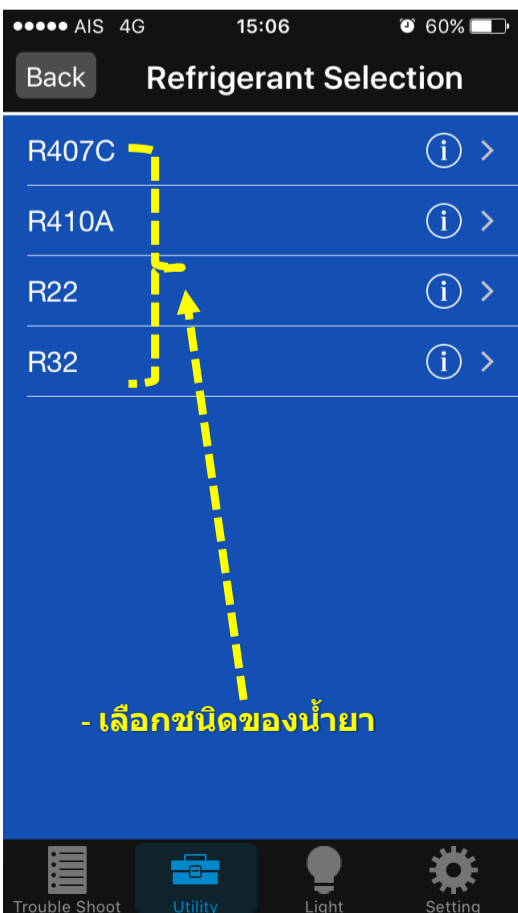 AIS 4G 15:06 60%
Back Refrigerant Selection
R407C
R410A
R22
R32
- เลือกชนิดของน้ำยา
Trouble Shoot Utility Light Setting